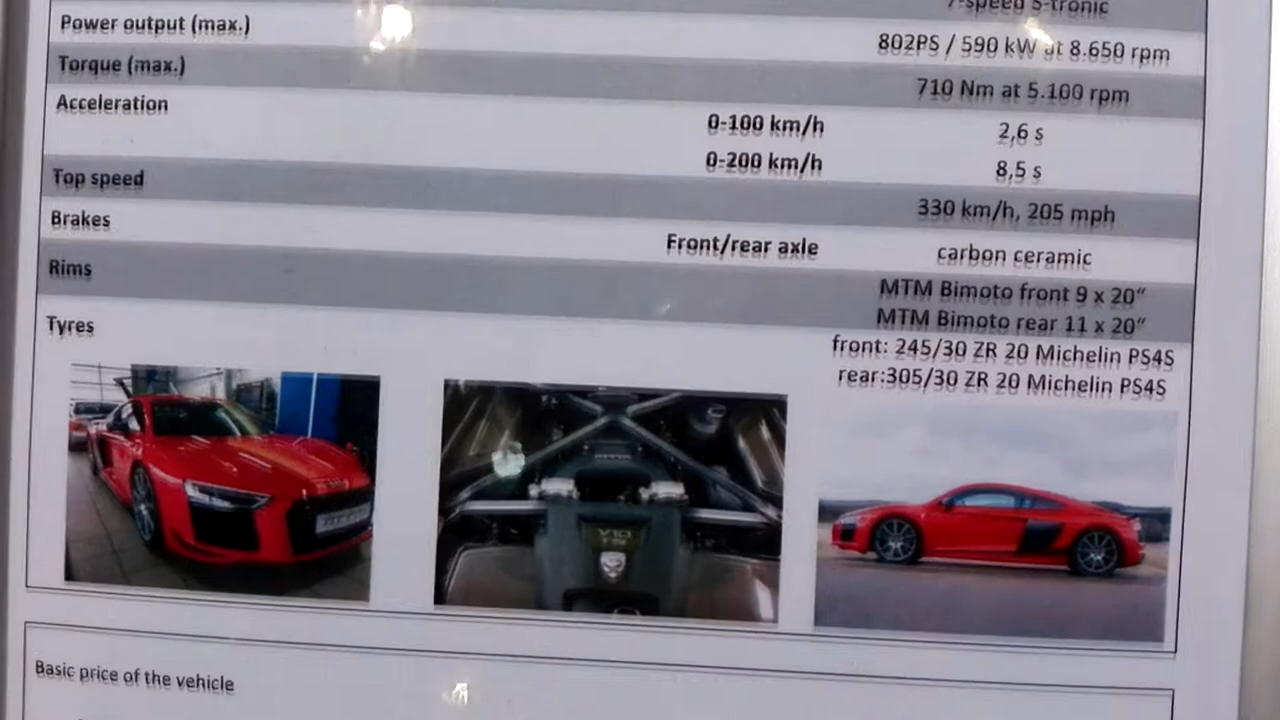 7-speed S-tronic
Power output (max.) 802PS / 590 kW at 8.650 rpm
Torque (max.) 710 Nm at 5.100 rpm
Acceleration 0-100 km/h 2,6 s
0-200 km/h 8,5 s
Top speed 330 km/h, 205 mph
Brakes Front/rear axle carbon ceramic
Rims MTM Bimoto front 9 x 20“
MTM Bimoto rear 11 x 20“
Tyres front: 245/30 ZR 20 Michelin PS4S
rear:305/30 ZR 20 Michelin PS4S
V10
Basic price of the vehicle